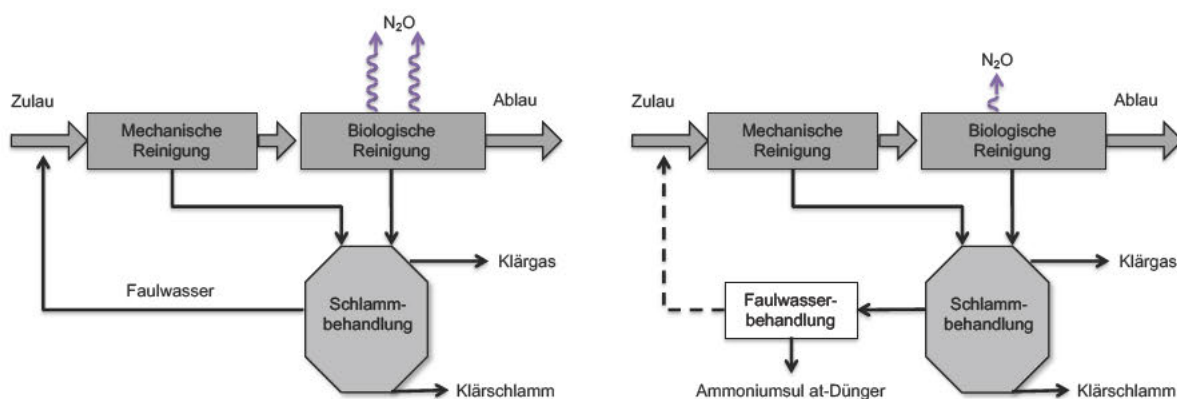 N₂O
Zulau
Ablau
Mechanische
Reinigung
Biologische
Reinigung
Klärgas
Faulwasser
Schlamm-
behandlung
Klärschlamm
N₂O
Zulau
Ablau
Mechanische
Reinigung
Biologische
Reinigung
Klärgas
Faulwasser-
behandlung
Schlamm-
behandlung
Ammoniumsul at-Dünger
Klärschlamm